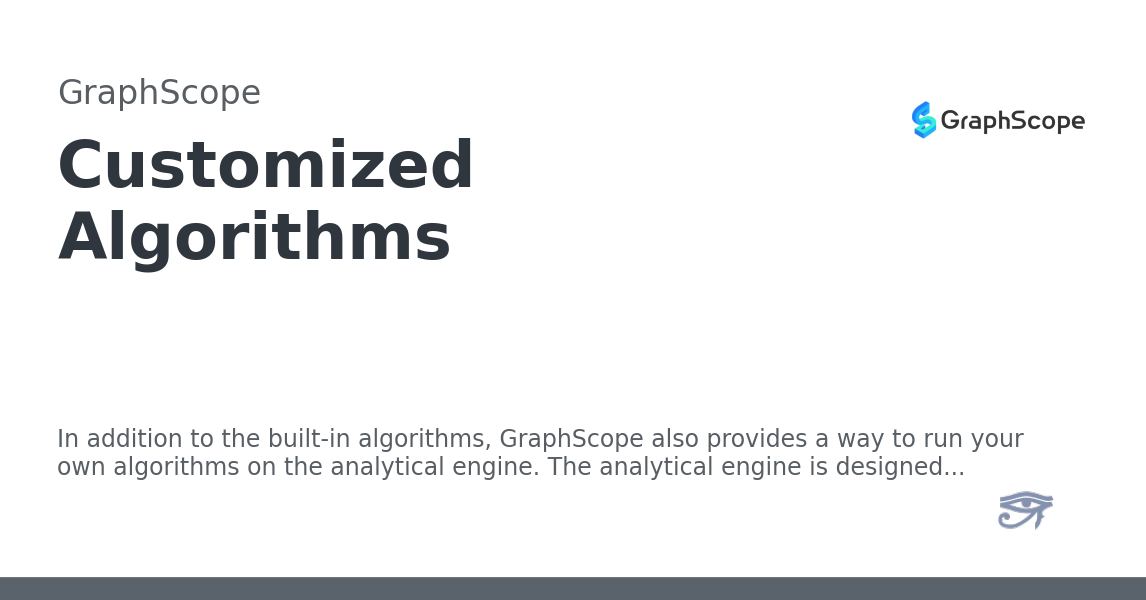 GraphScope
GraphScope
Customized
Algorithms
In addition to the built-in algorithms, GraphScope also provides a way to run your
own algorithms on the analytical engine. The analytical engine is designed...